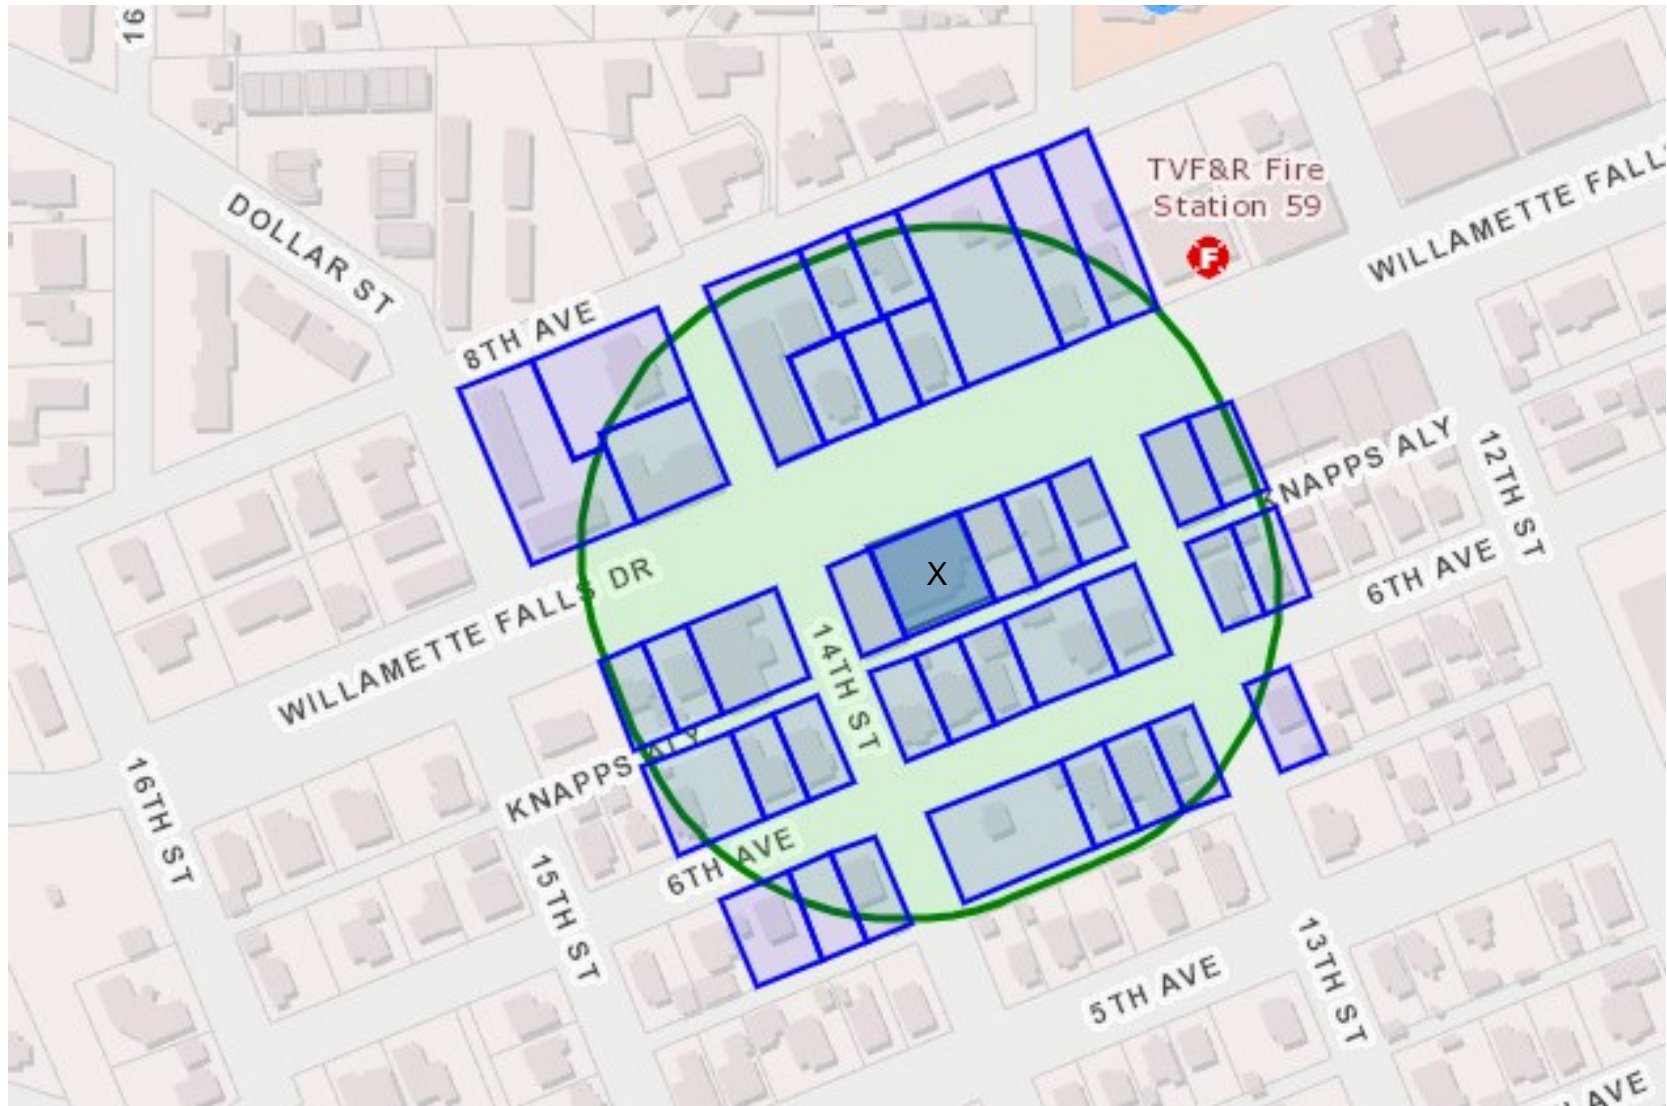 16
TVF&R Fire
Station 59
WILLAMETTE FALLS
DOLLAR ST
8TH AVE
KNAPPS ALY
12TH ST
6TH AVE
X
WILLAMETTE FALLS DR
14TH ST
KNAPPS ALY
16TH ST
15TH ST
6TH AVE
13TH ST
5TH AVE
AVE
F